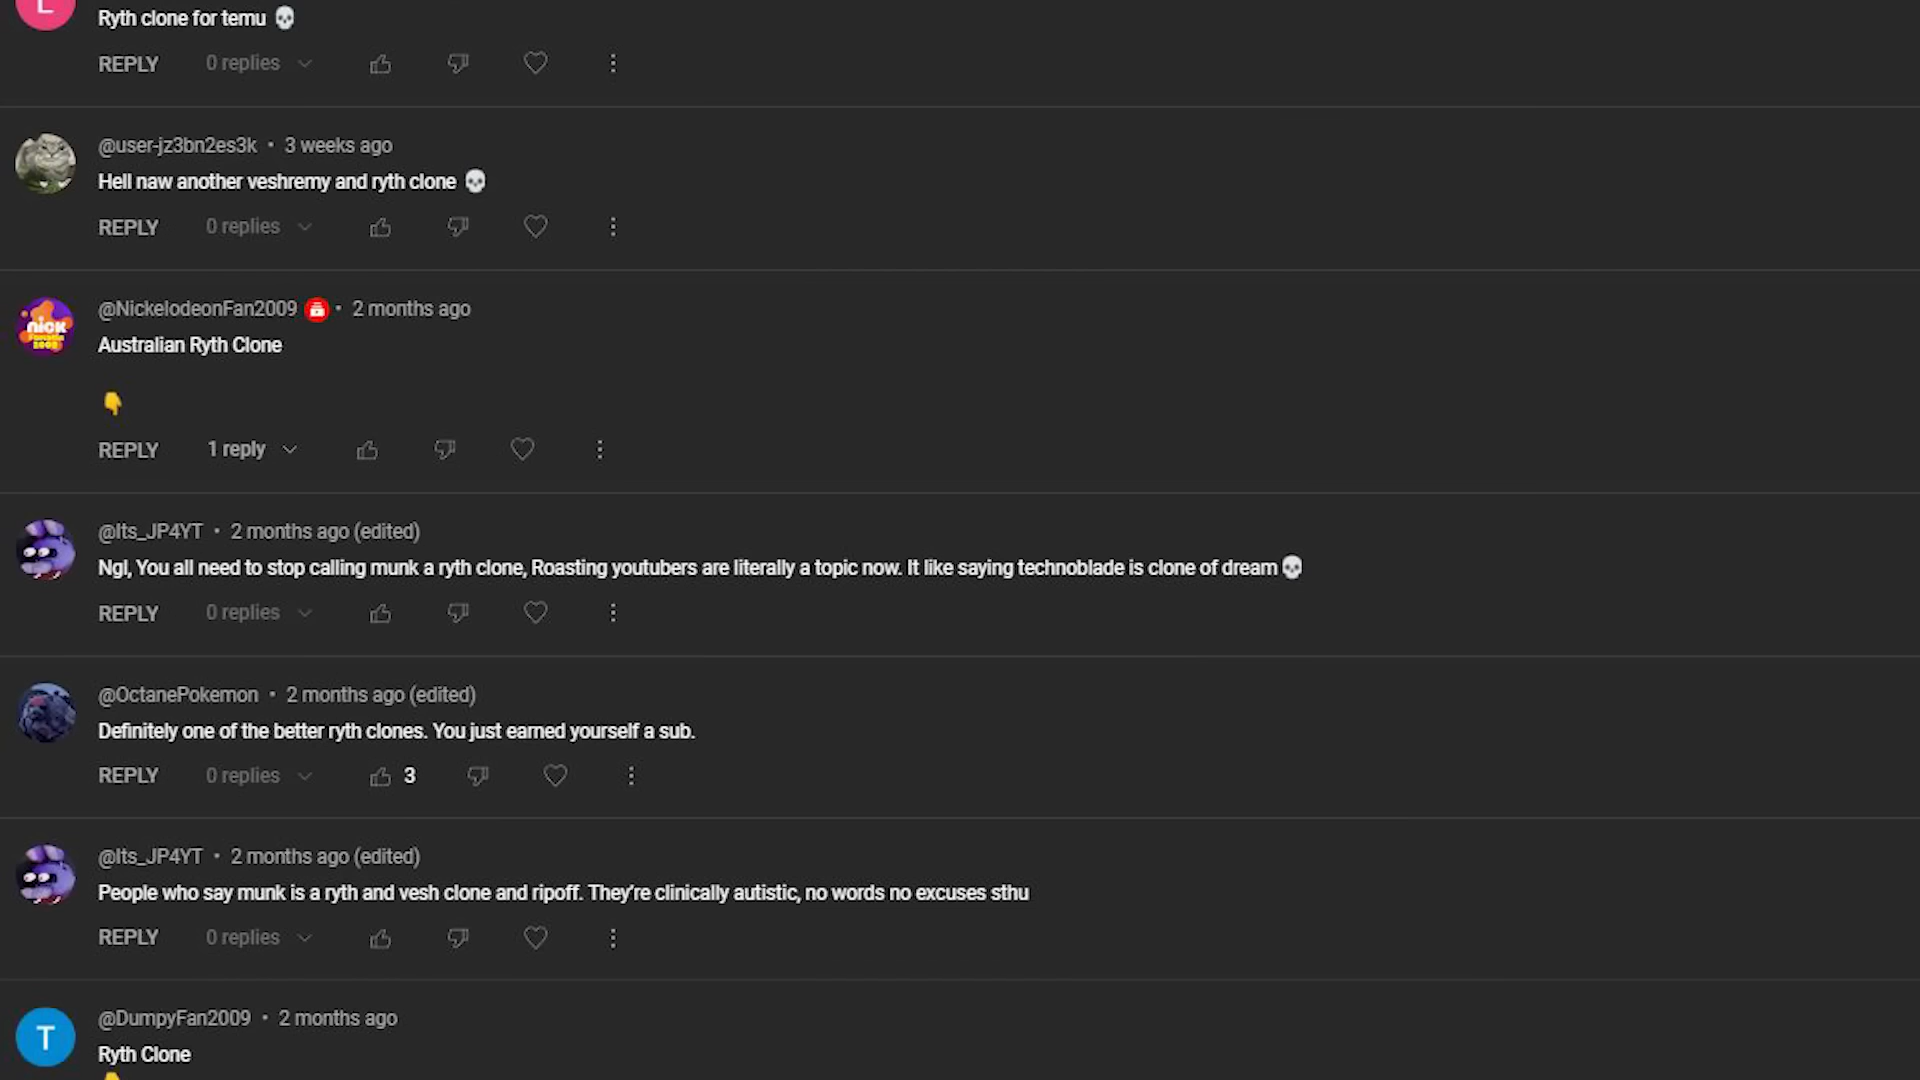 L
Ryth clone for temu 💀
REPLY 0 replies
@user-jz3bn2es3k • 3 weeks ago
Hell naw another veshremy and ryth clone 💀
REPLY 0 replies
nick
2009
@NickelodeonFan2009 • 2 months ago
Australian Ryth Clone
👇
REPLY 1 reply
@Its_JP4YT • 2 months ago (edited)
Ngl, You all need to stop calling munk a ryth clone, Roasting youtubers are literally a topic now. It like saying technoblade is clone of dream💀
REPLY 0 replies
@OctanePokemon • 2 months ago (edited)
Definitely one of the better ryth clones. You just earned yourself a sub.
REPLY 0 replies 3
@Its_JP4YT • 2 months ago (edited)
People who say munk is a ryth and vesh clone and ripoff. They're clinically autistic, no words no excuses sthu
REPLY 0 replies
T
@DumpyFan2009 • 2 months ago
Ryth Clone